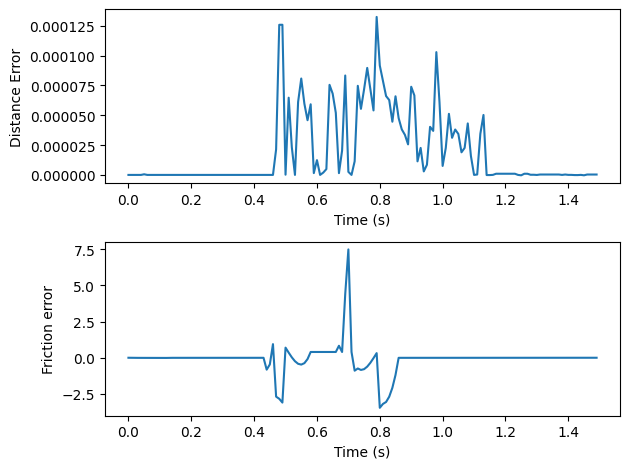 0.000125
0.000100
0.000075
0.000050
0.000025
0.000000
Distance Error
0.0 0.2 0.4 0.6 0.8 1.0 1.2 1.4
Time (s)
7.5
5.0
2.5
0.0
−2.5
Friction error
0.0 0.2 0.4 0.6 0.8 1.0 1.2 1.4
Time (s)